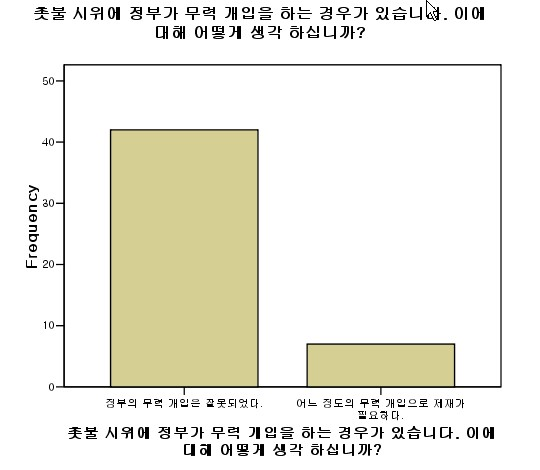 촛불 시위에 정부가 무력 개입을 하는 경우가 있습니다. 이에
대해 어떻게 생각 하십니까?
50
40
30
20
10
0
Frequency
정부의 무력 개입은 잘못되었다.
어느 정도의 무력 개입으로 제재가
필요하다.
촛불 시위에 정부가 무력 개입을 하는 경우가 있습니다. 이에
대해 어떻게 생각 하십니까?